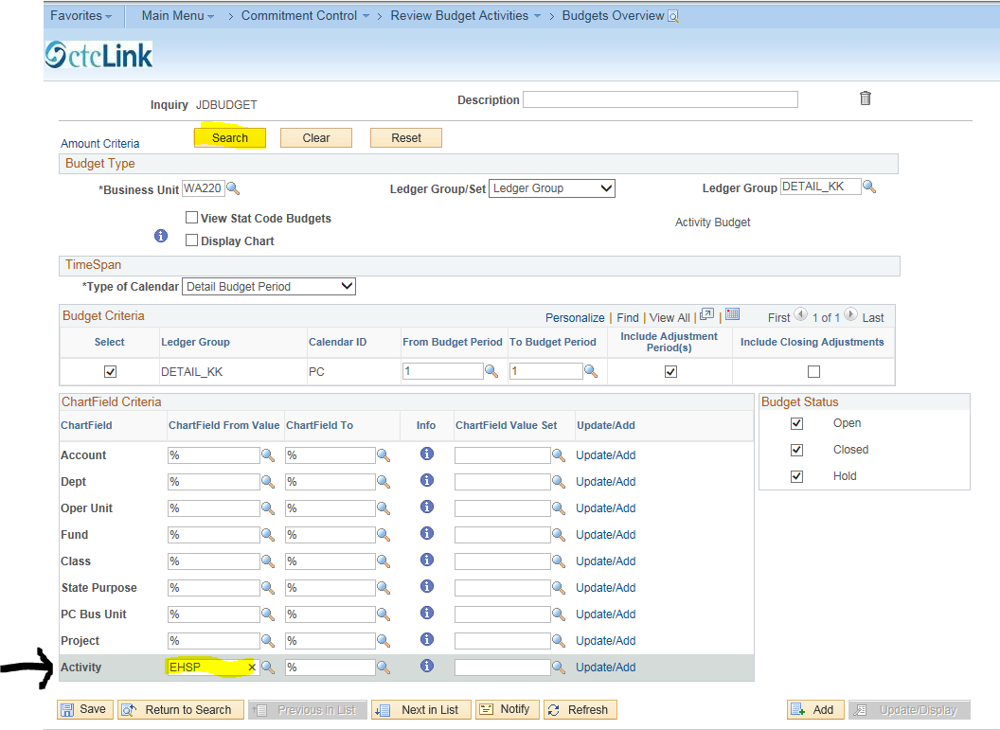 Favorites Main Menu > Commitment Control > Review Budget Activities > Budgets Overview
ctcLink
Inquiry JDBUDGET Description
Amount Criteria Search Clear Reset
Budget Type
*Business Unit WA220 Ledger Group/Set Ledger Group Ledger Group DETAIL_KK
View Stat Code Budgets Activity Budget
Display Chart
TimeSpan
*Type of Calendar Detail Budget Period
Budget Criteria Personalize | Find | View All | | First 1 of 1 Last
Select Ledger Group Calendar ID From Budget Period To Budget Period Include Adjustment Period(s) Include Closing Adjustments
DETAIL_KK PC 1 1
ChartField Criteria Budget Status
ChartField ChartField From Value ChartField To Info ChartField Value Set Update/Add Open
Account % % Update/Add Closed
Dept % % Update/Add Hold
Oper Unit % % Update/Add
Fund % % Update/Add
Class % % Update/Add
State Purpose % % Update/Add
PC Bus Unit % % Update/Add
Project % % Update/Add
Activity EHSP × % Update/Add
Save Return to Search Previous in List Next in List Notify Refresh Add Update/Display